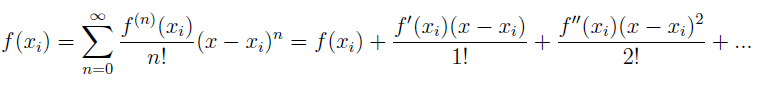 f(x_i) = \sum_{n=0}^{\infty} \frac{f^{(n)}(x_i)}{n!}(x - x_i)^n = f(x_i) + \frac{f'(x_i)(x - x_i)}{1!} + \frac{f''(x_i)(x - x_i)^2}{2!} + ...